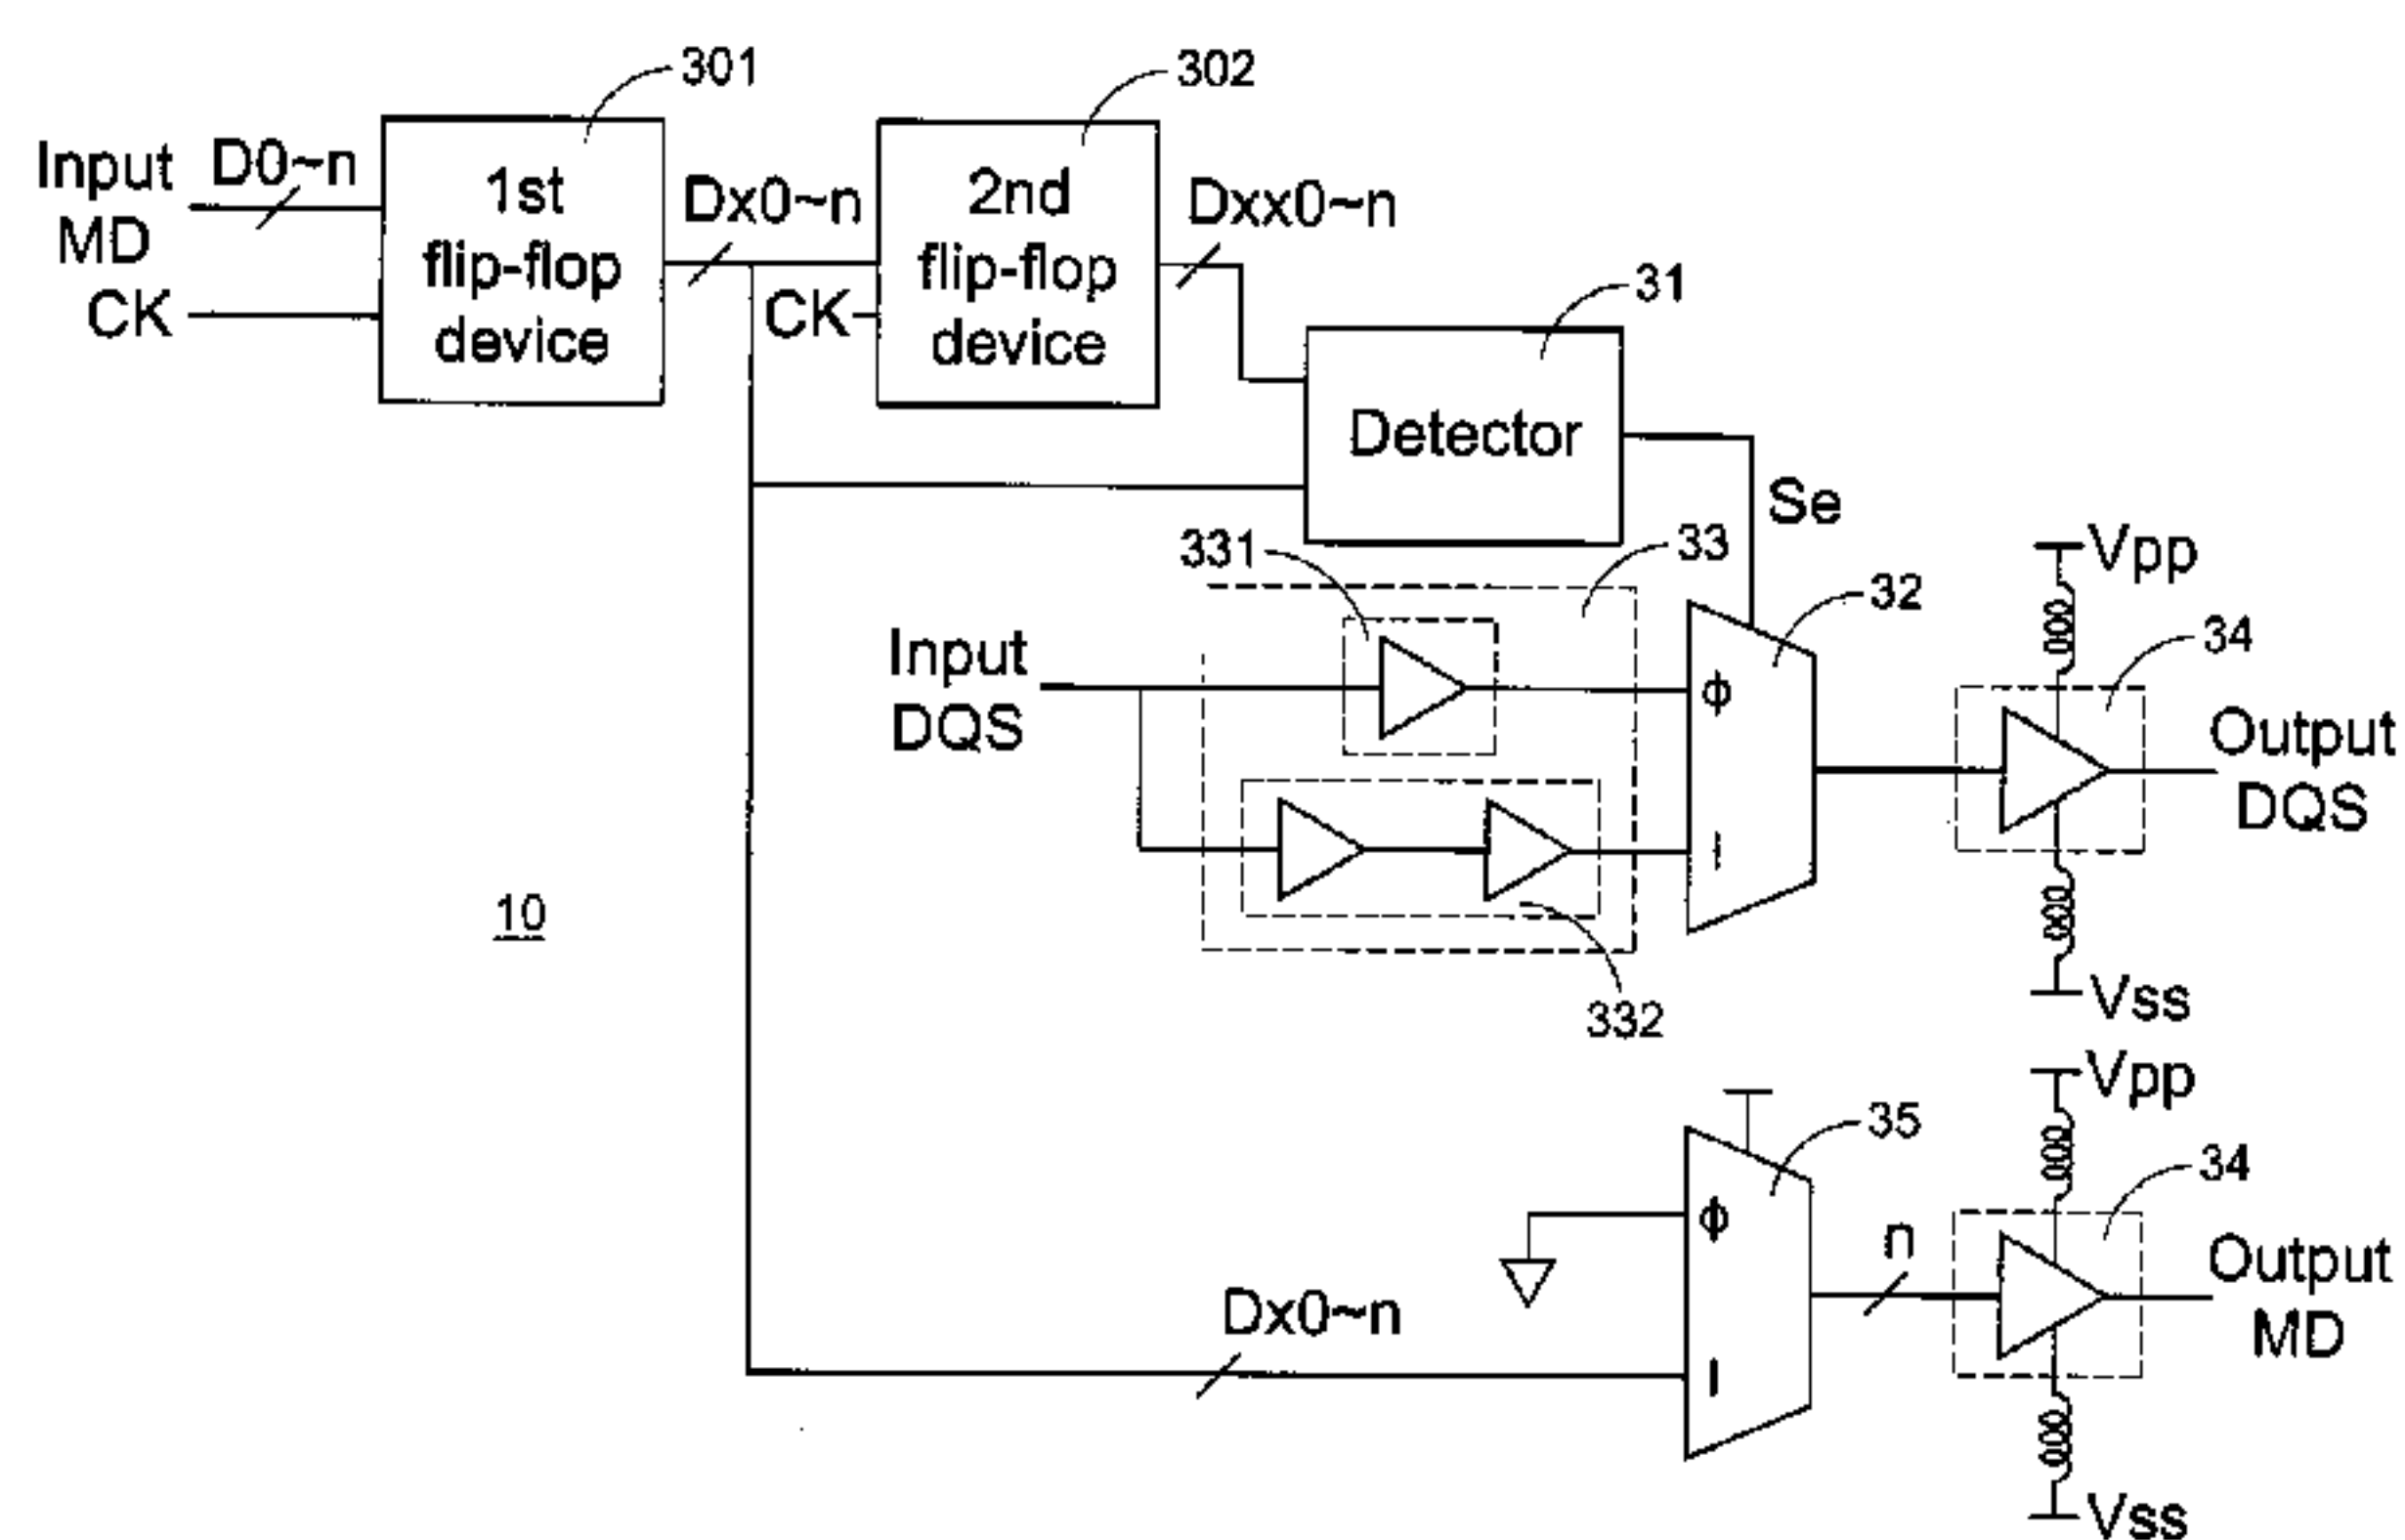 301
302
Input
MD
D0~n
CK
1st
flip-flop
device
Dx0~n
CK
2nd
flip-flop
device
Dxx0~n
31
Detector
Se
331
33
32
Input
DQS
ϕ
I
332
Vpp
34
Output
DQS
Vss
10
35
ϕ
I
Dx0~n
n
Vpp
34
Output
MD
Vss